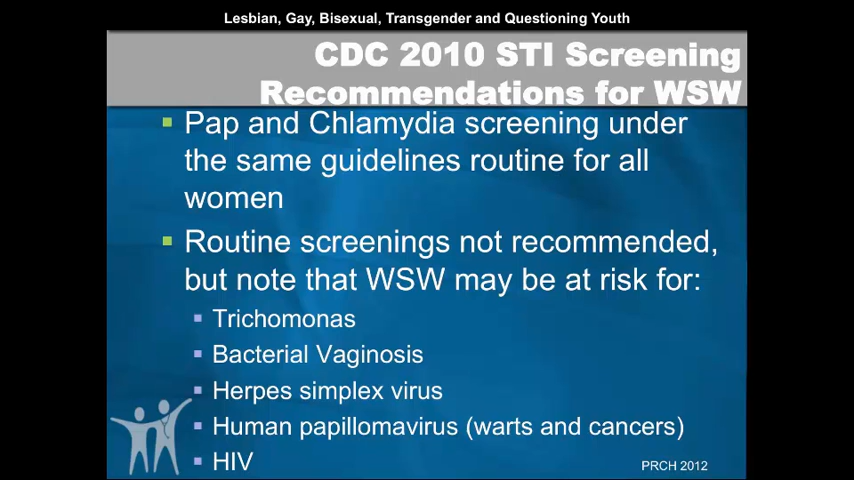 Lesbian, Gay, Bisexual, Transgender and Questioning Youth
CDC 2010 STI Screening
Recommendations for WSW
Pap and Chlamydia screening under
the same guidelines routine for all
women
Routine screenings not recommended,
but note that WSW may be at risk for:
Trichomonas
Bacterial Vaginosis
Herpes simplex virus
Human papillomavirus (warts and cancers)
HIV
PRCH 2012